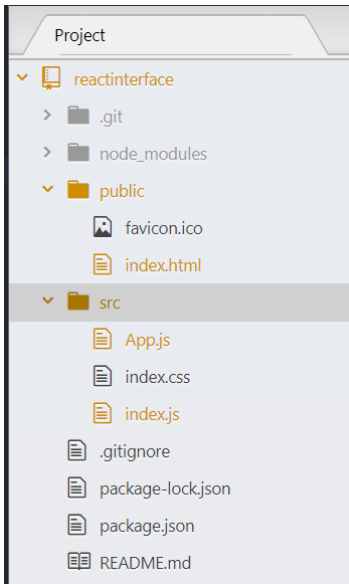 Project
reactinterface
.git
node_modules
public
favicon.ico
index.html
src
App.js
index.css
index.js
.gitignore
package-lock.json
package.json
README.md